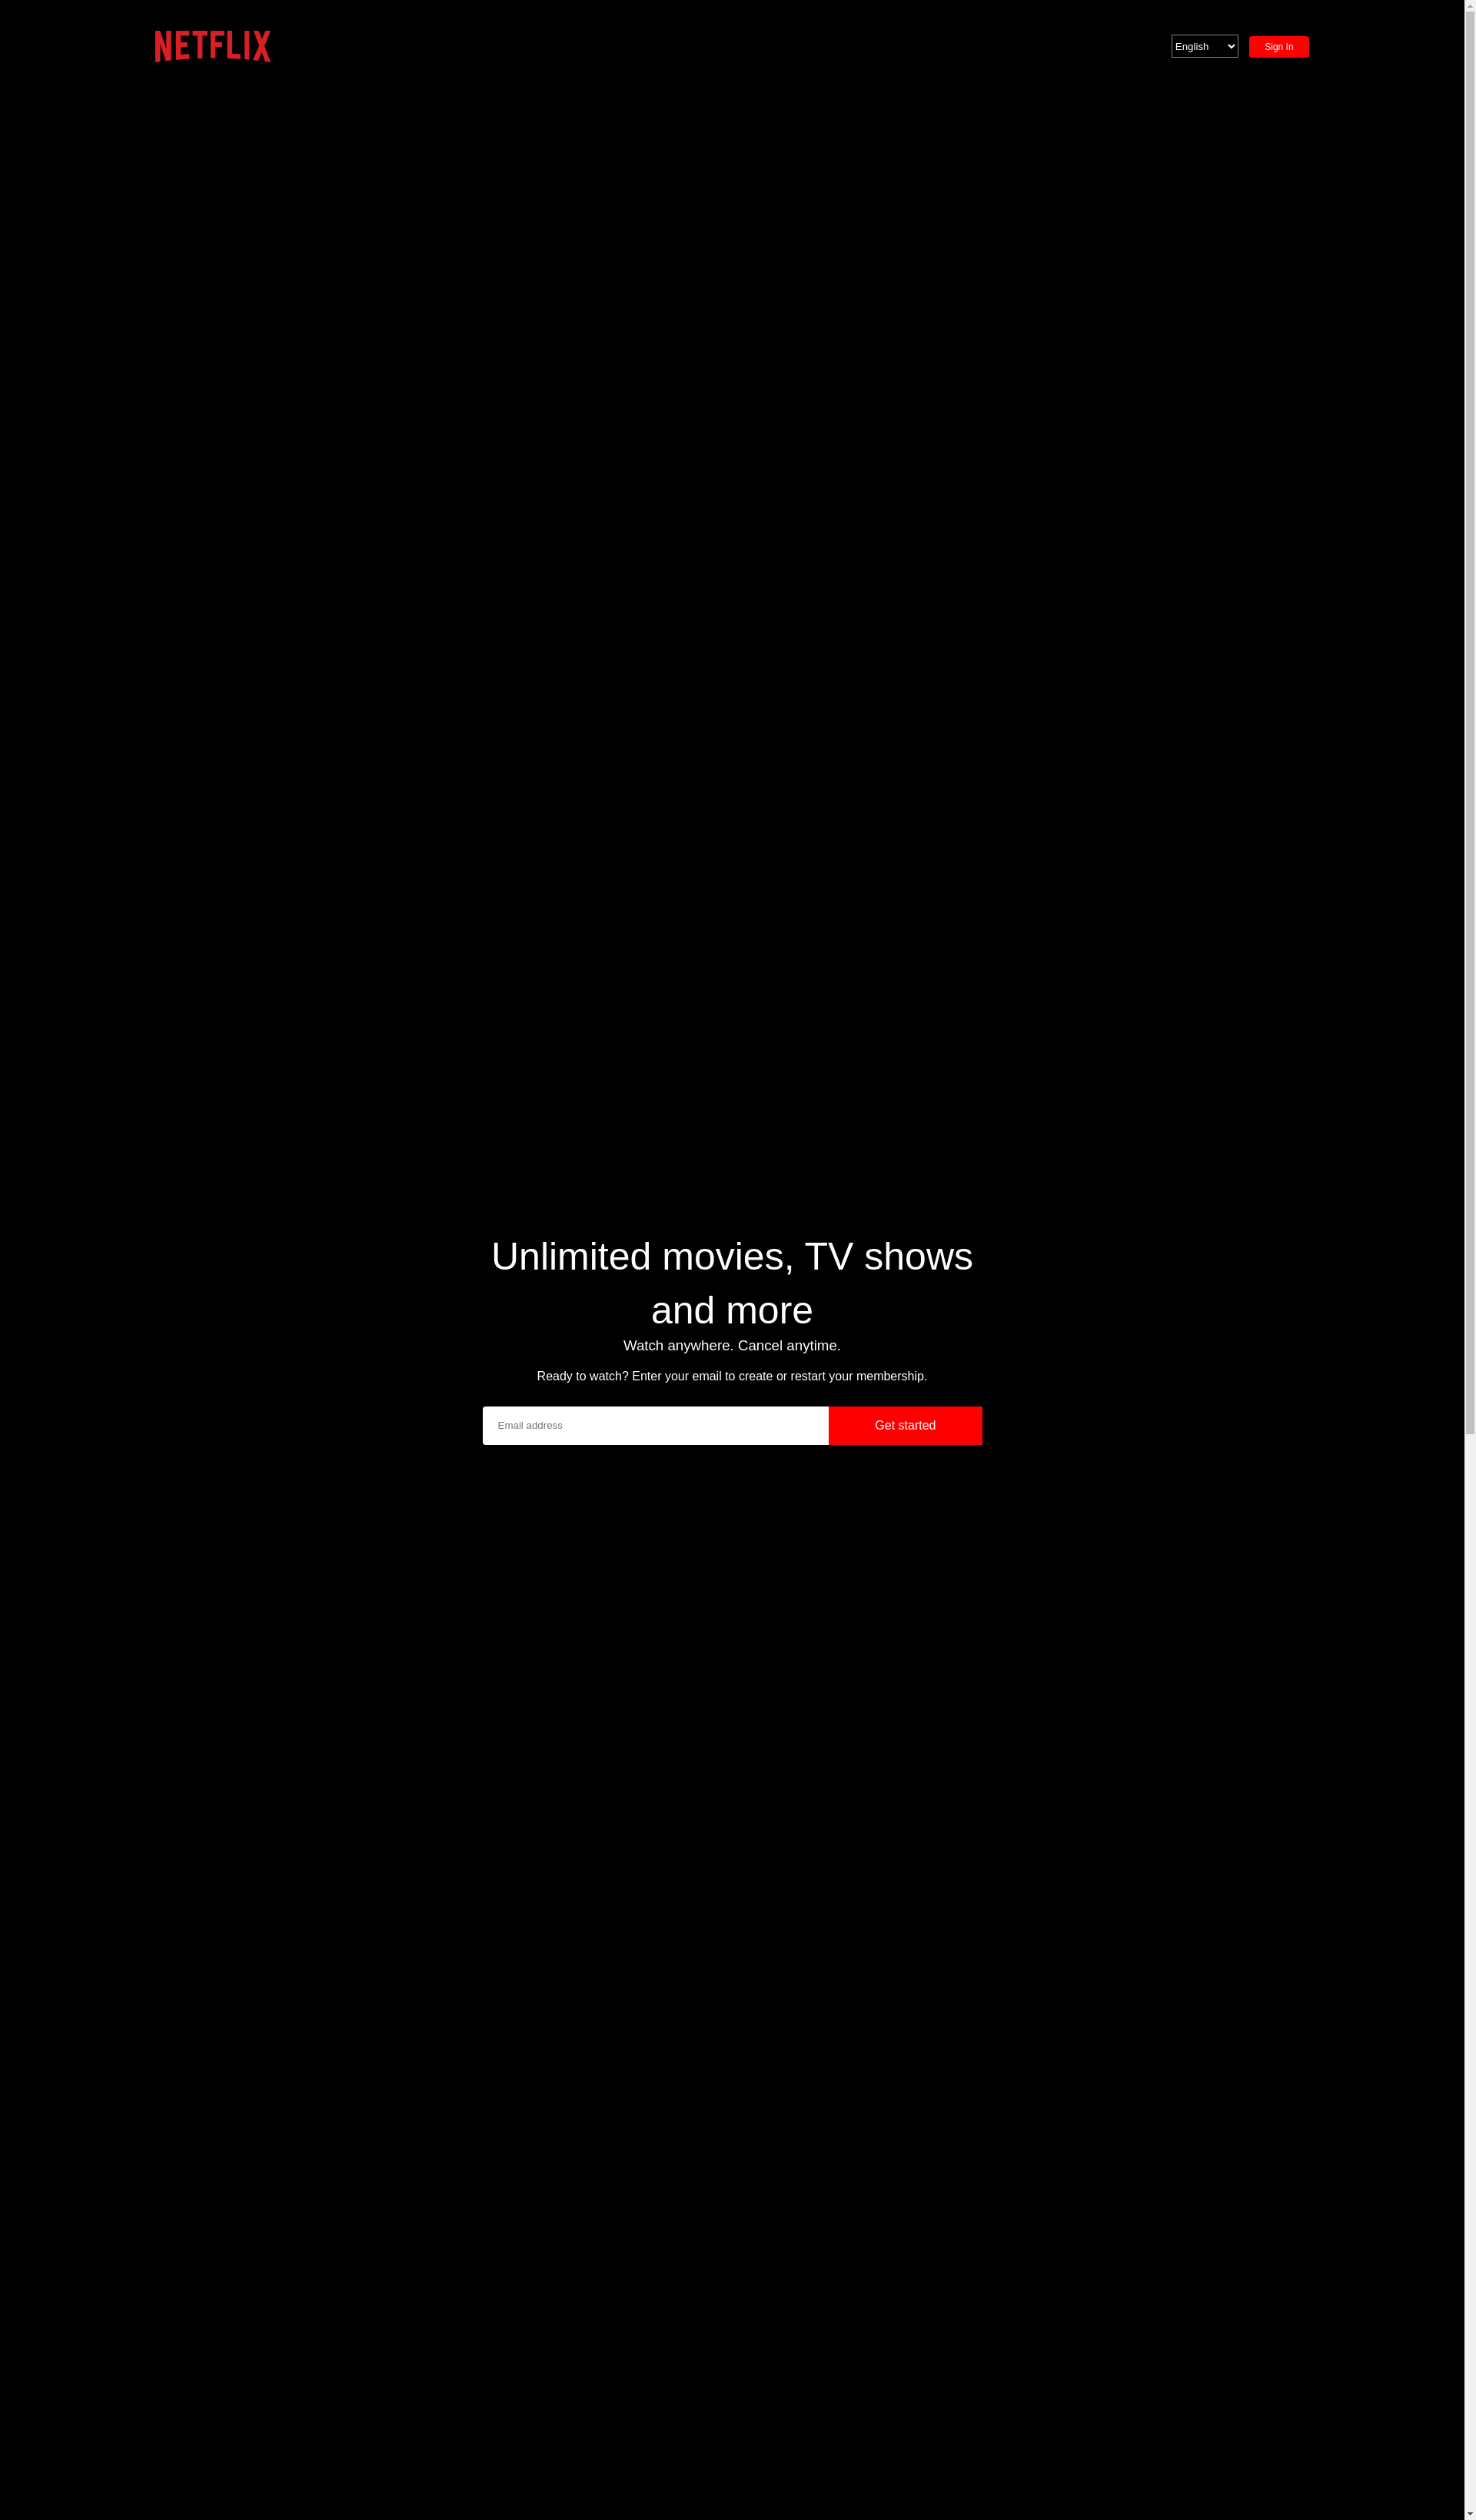 NETFLIX
English
Sign In
Unlimited movies, TV shows
and more
Watch anywhere. Cancel anytime.
Ready to watch? Enter your email to create or restart your membership.
Email address
Get started